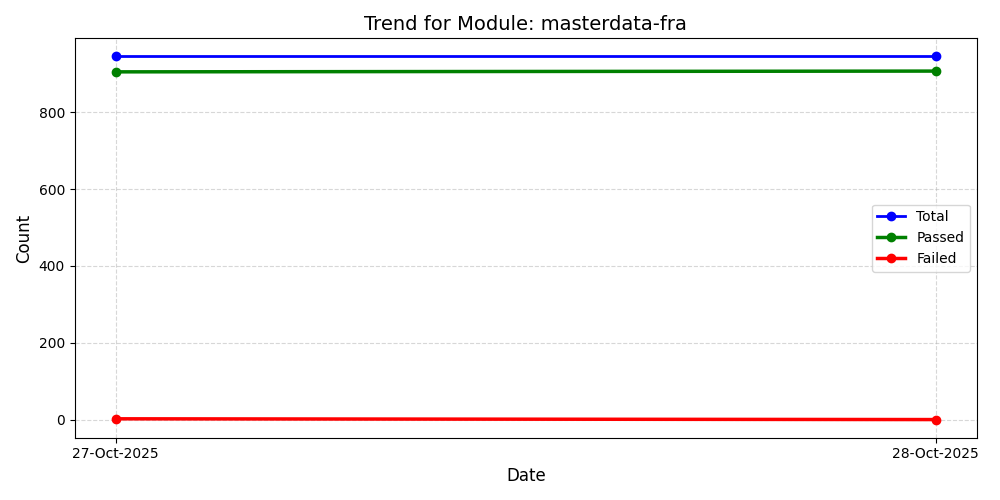 Trend for Module: masterdata-fra
Count
800
600
400
200
0
Total
Passed
Failed
27-Oct-2025
28-Oct-2025
Date